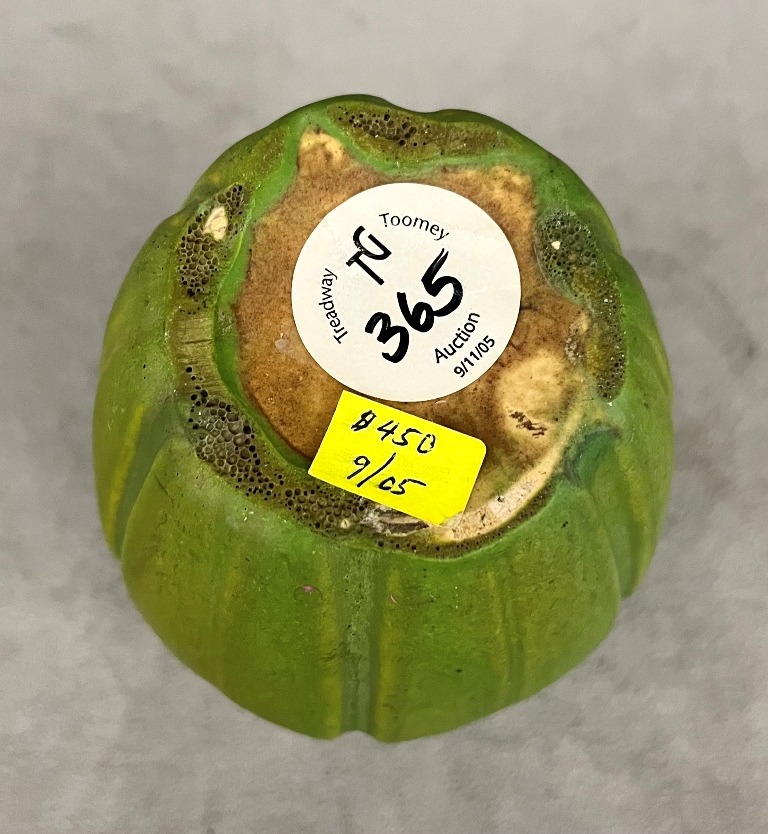 Treadway Toomey
TG
365
Auction
9/11/05
$450
9/05